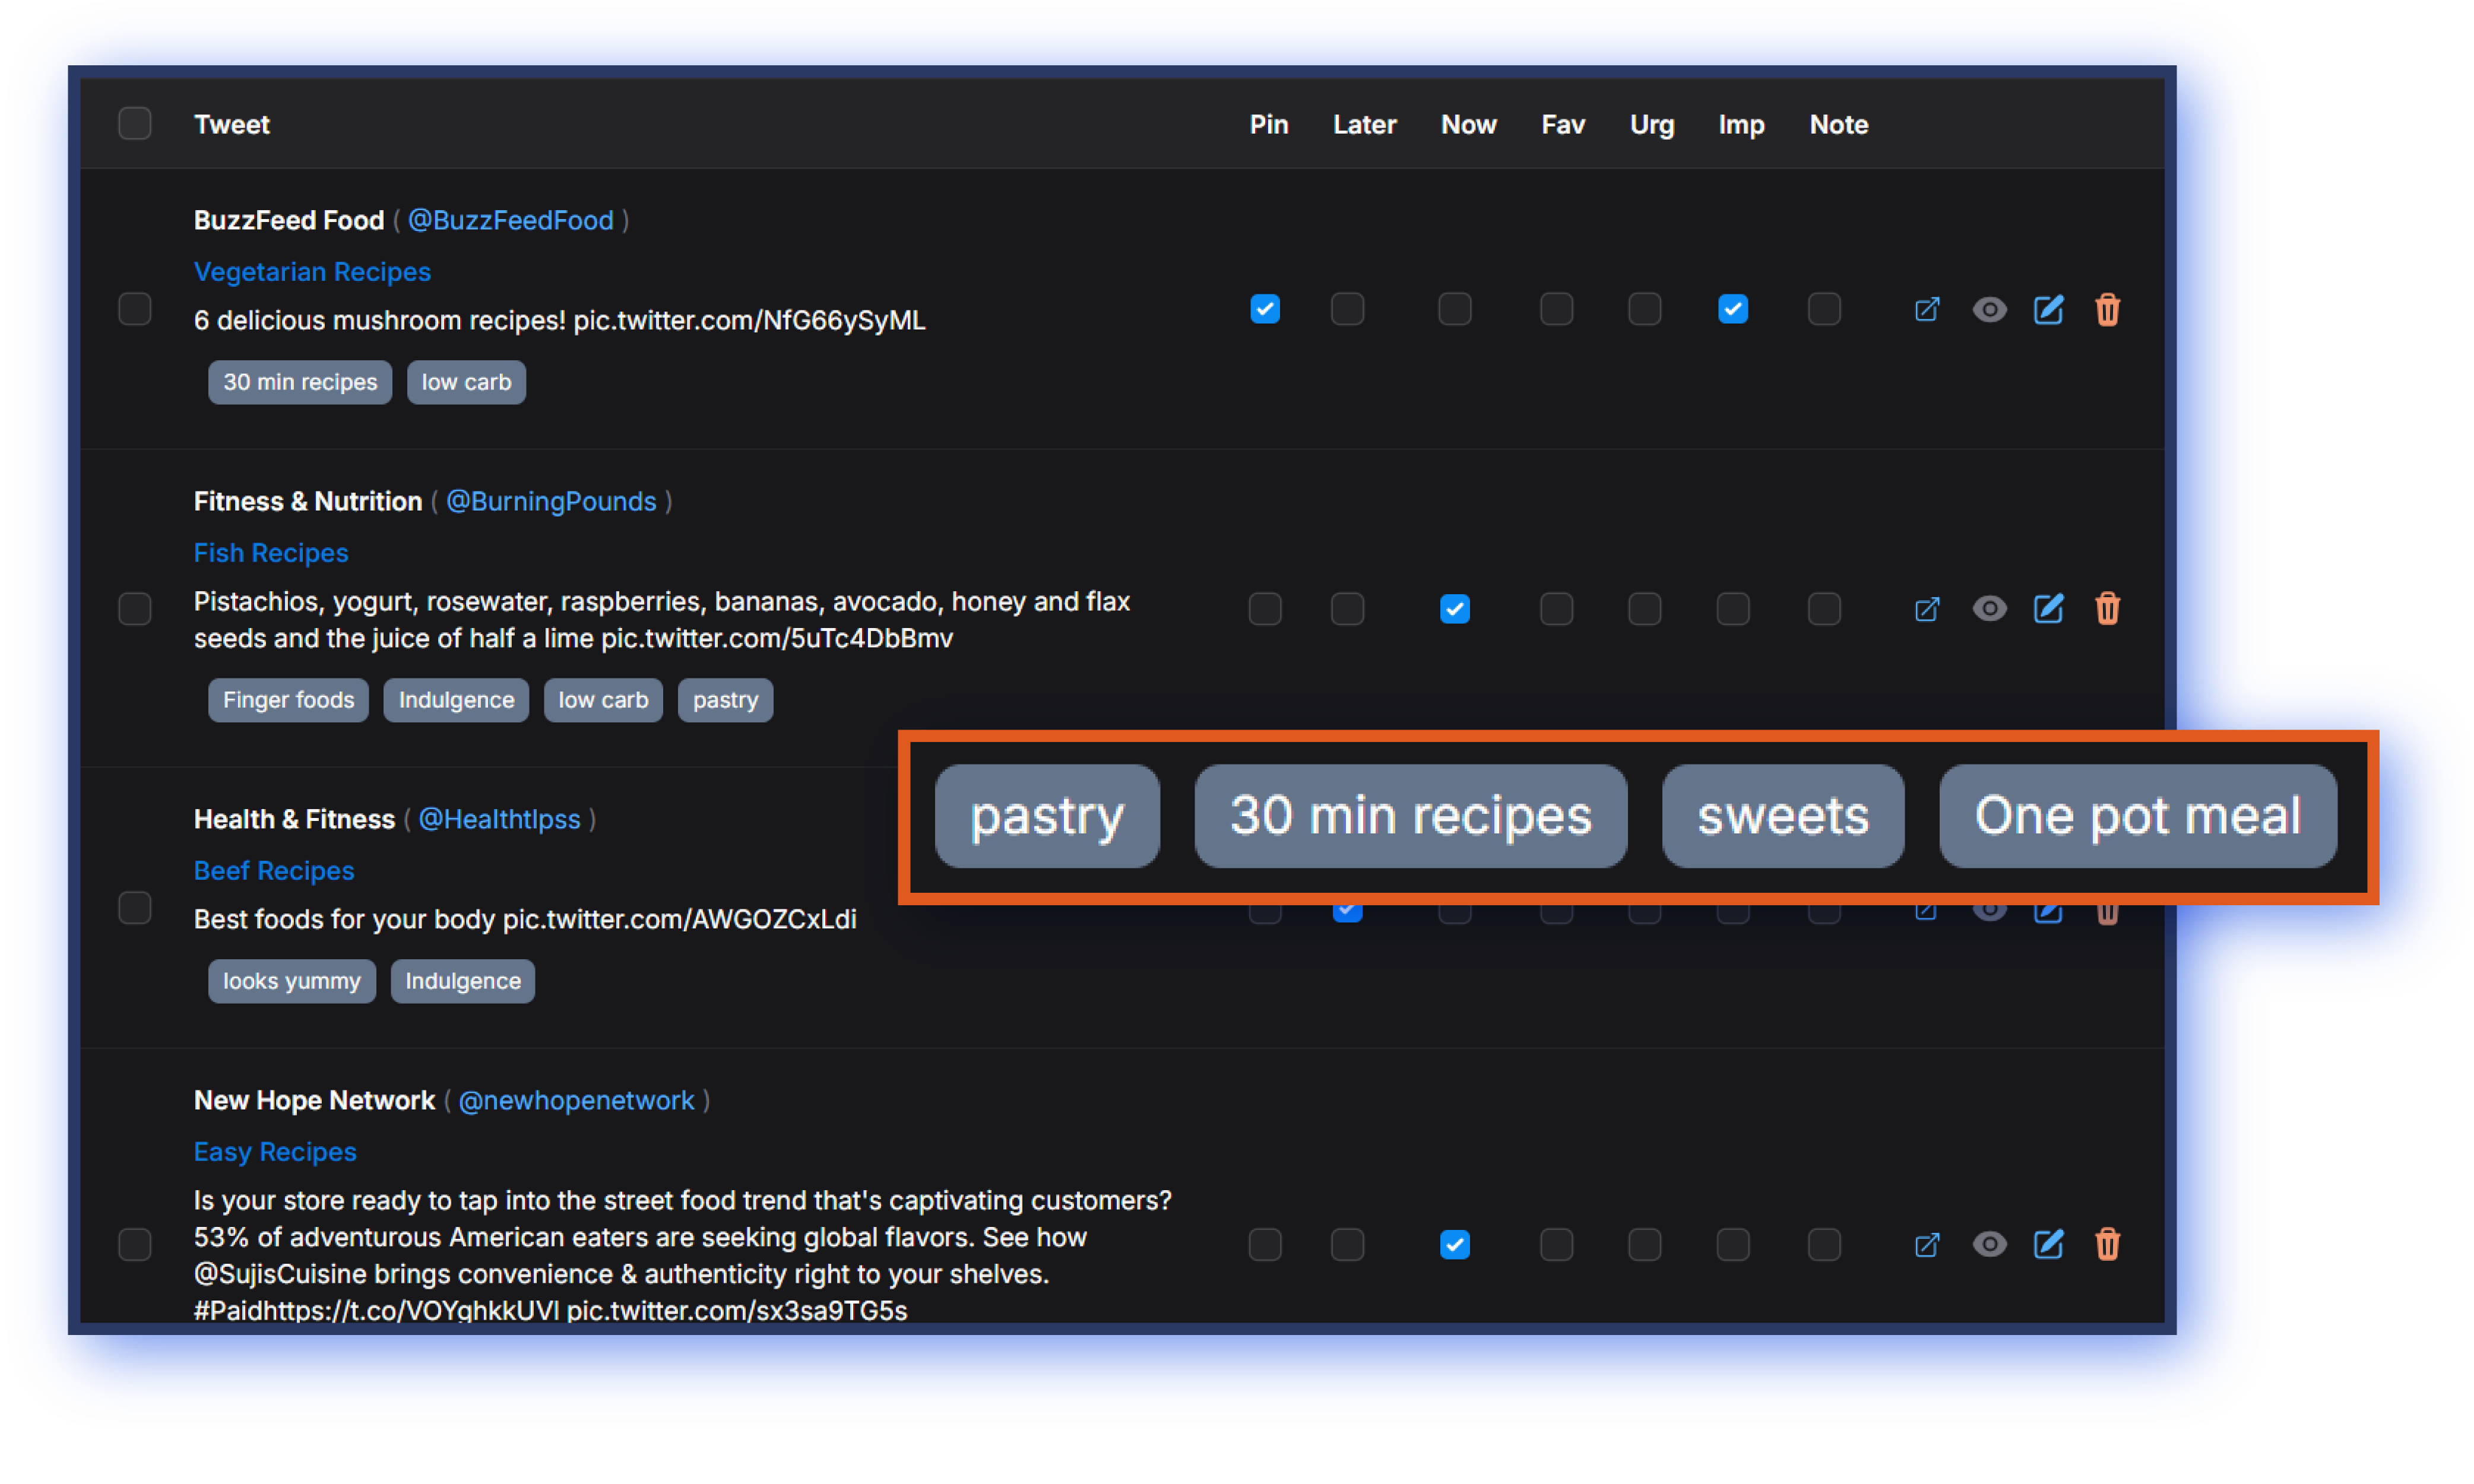 Tweet Pin Later Now Fav Urg Imp Note
BuzzFeed Food ( @BuzzFeedFood )
Vegetarian Recipes
6 delicious mushroom recipes! pic.twitter.com/NfG66ySyML
30 min recipes low carb
Fitness & Nutrition ( @BurningPounds )
Fish Recipes
Pistachios, yogurt, rosewater, raspberries, bananas, avocado, honey and flax
seeds and the juice of half a lime pic.twitter.com/5uTc4DbBmv
Finger foods Indulgence low carb pastry
pastry 30 min recipes sweets One pot meal
Health & Fitness ( @HealthtIpss )
Beef Recipes
Best foods for your body pic.twitter.com/AWGOZCxLdi
looks yummy Indulgence
New Hope Network ( @newhopenetwork )
Easy Recipes
Is your store ready to tap into the street food trend that's captivating customers?
53% of adventurous American eaters are seeking global flavors. See how
@SujisCuisine brings convenience & authenticity right to your shelves.
#Paidhttps://t.co/VOYghkkUVI pic.twitter.com/sx3sa9TG5s